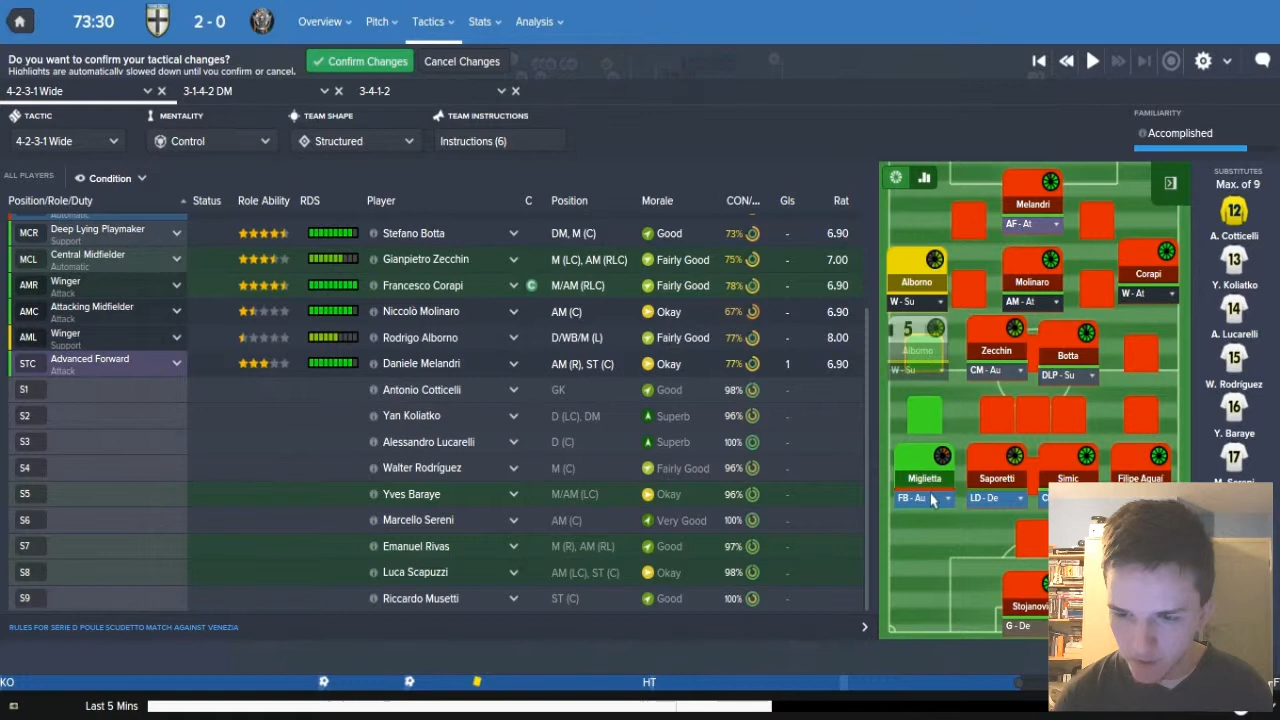 73:30
2 - 0
Overview
Pitch
Tactics
Stats
Analysis
Do you want to confirm your tactical changes?
Highlights are automatically slowed down until you confirm or cancel.
Confirm Changes
Cancel Changes
4-2-3-1 Wide
3-1-4-2 DM
3-4-1-2
TACTIC
MENTALITY
TEAM SHAPE
TEAM INSTRUCTIONS
FAMILIARITY
4-2-3-1 Wide
Control
Structured
Instructions (6)
Accomplished
ALL PLAYERS
Condition
Position/Role/Duty
Status
Role Ability
RDS
Player
C
Position
Morale
CON/...
Gls
Rat
Automatic
MCR Deep Lying Playmaker Stefano Botta DM, M (C) Good 73% - 6.90
Support
MCL Central Midfielder Gianpietro Zecchin M (LC), AM (RLC) Fairly Good 75% - 7.00
Automatic
AMR Winger Francesco Corapi C M/AM (RLC) Fairly Good 78% - 6.90
Attack
AMC Attacking Midfielder Niccolò Molinaro AM (C) Okay 67% - 6.90
Attack
AML Winger Rodrigo Alborno D/WB/M (L) Fairly Good 77% - 8.00
Support
STC Advanced Forward Daniele Melandri AM (R), ST (C) Okay 77% 1 6.90
Attack
S1 Antonio Cotticelli GK Good 98% -
S2 Yan Koliatko D (LC), DM Superb 96% -
S3 Alessandro Lucarelli D (C) Superb 100% -
S4 Walter Rodríguez M (C) Fairly Good 96% -
S5 Yves Baraye M/AM (LC) Okay 96% -
S6 Marcello Sereni AM (C) Very Good 100% -
S7 Emanuel Rivas M (R), AM (RL) Good 97% -
S8 Luca Scapuzzi AM (LC), ST (C) Okay 98% -
S9 Riccardo Musetti ST (C) Good 100% -
RULES FOR SERIE D POULE SCUDETTO MATCH AGAINST VENEZIA
Melandri
AF - At
Alborno
W - Su
Molinaro
AM - At
Corapi
W - At
5
Alborno
W - Su
Zecchin
CM - Au
Botta
DLP - Su
Miglietta
FB - Au
Saporetti
LD - De
Simic
Filipe Aguaí
G - De
SUBSTITUTES
Max. of 9
12
A. Cotticelli
13
Y. Koliatko
14
A. Lucarelli
15
W. Rodríguez
16
Y. Baraye
17
KO
HT
Last 5 Mins